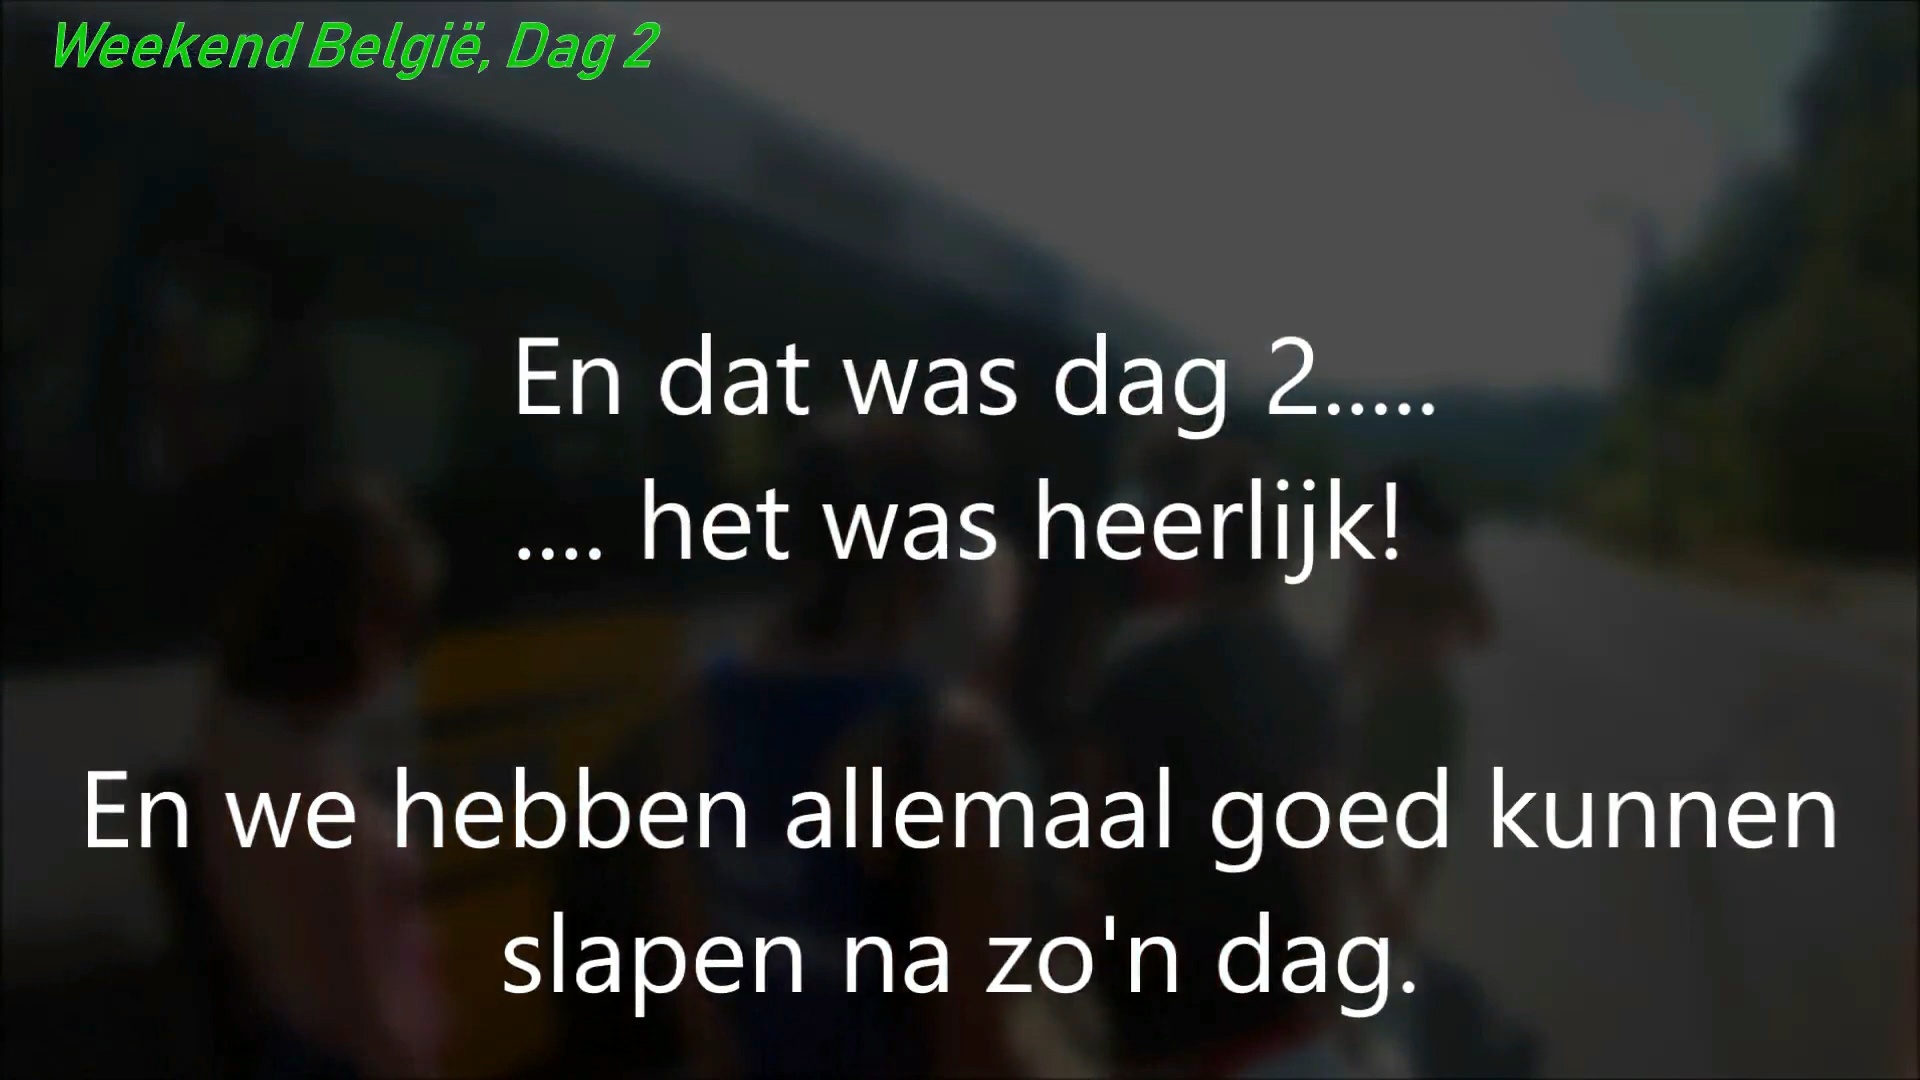 Weekend België, Dag 2
En dat was dag 2.....
.... het was heerlijk!
En we hebben allemaal goed kunnen
slapen na zo'n dag.